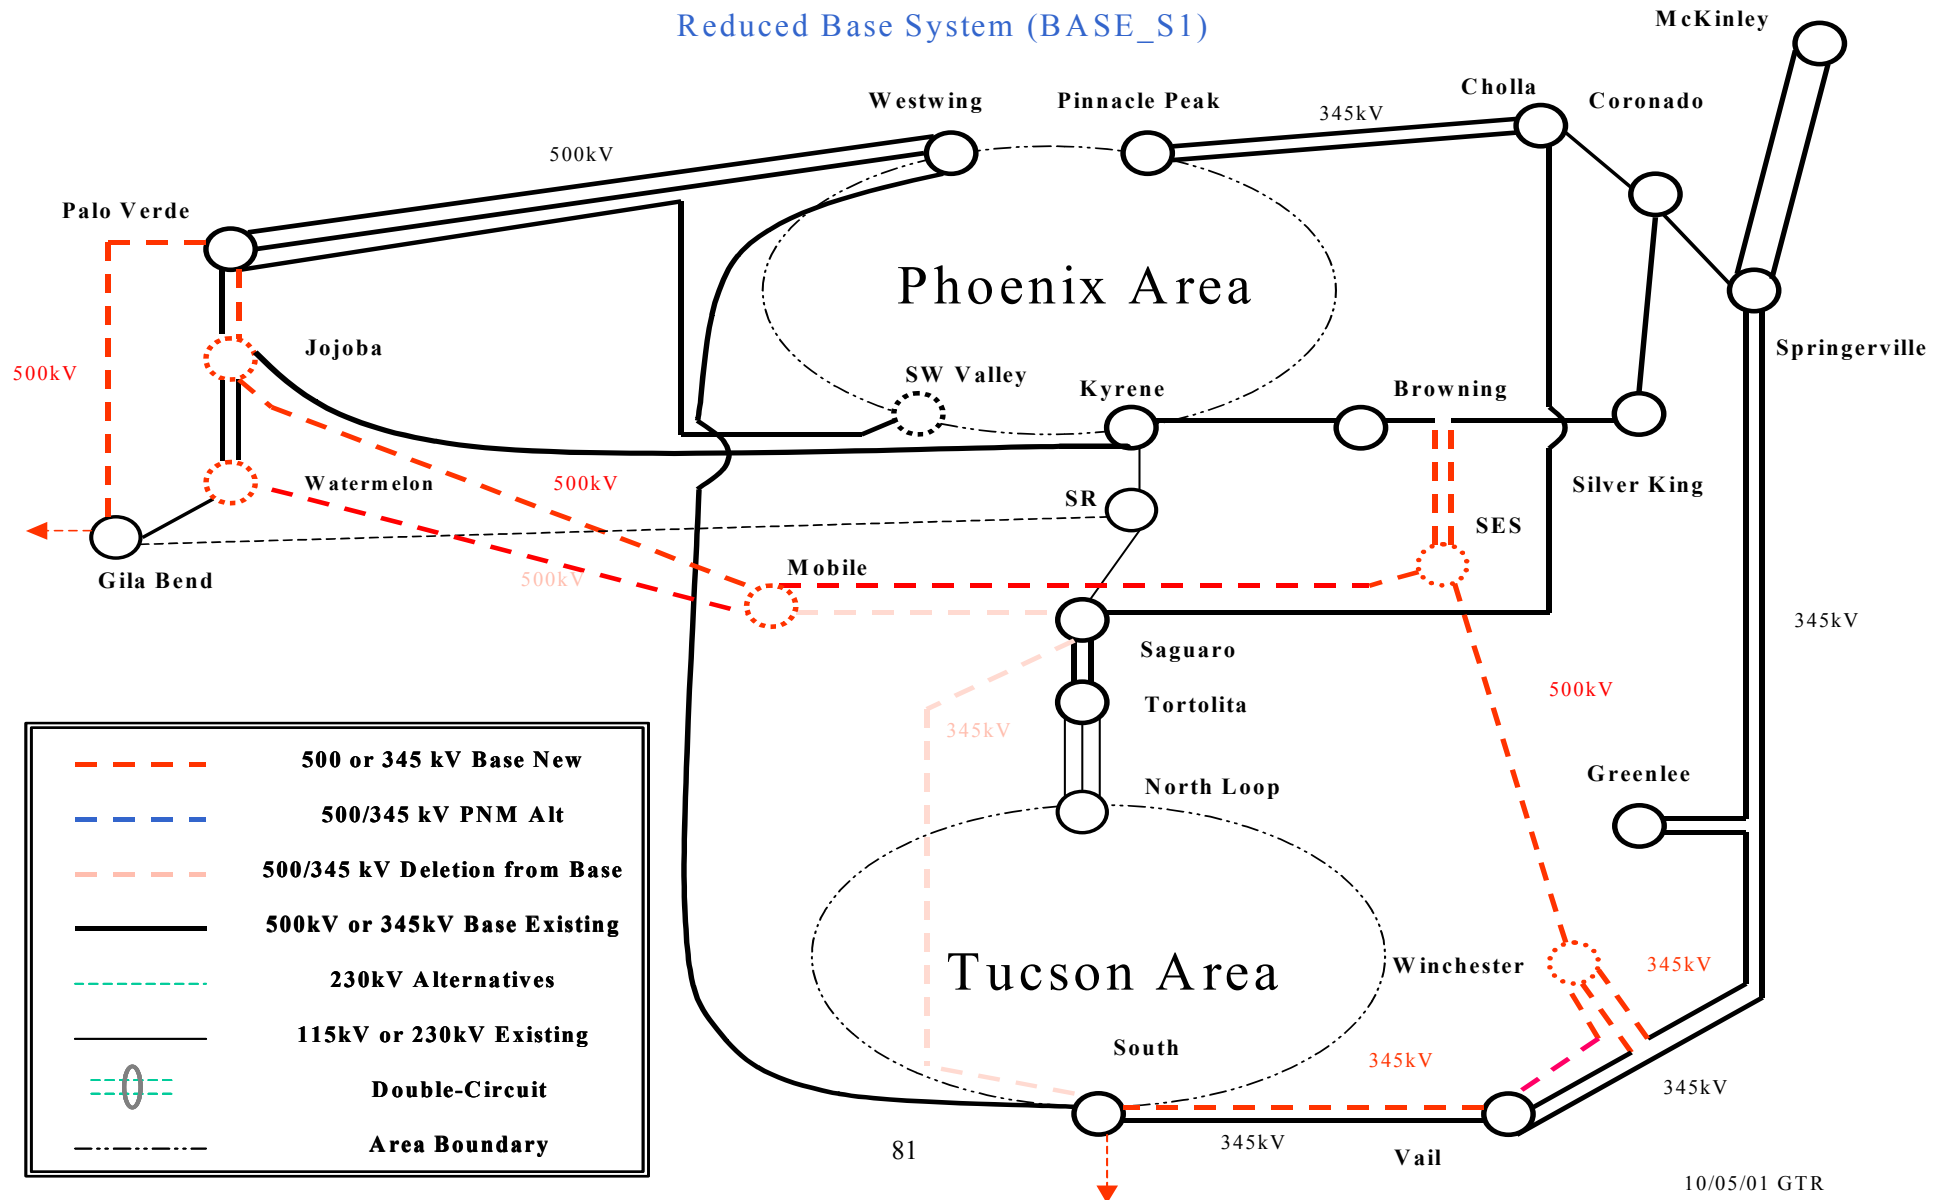 Reduced Base System (BASE_S1)
McKinley
Westwing
Pinnacle Peak
345kV
Cholla
Coronado
500kV
Palo Verde
Phoenix Area
Jojoba
500kV
SW Valley
Kyrene
Browning
Springerville
Watermelon
500kV
SR
Silver King
SES
Gila Bend
500kV
Mobile
345kV
Saguaro
500kV
Tortolita
345kV
North Loop
Greenlee
Tucson Area
Winchester
345kV
South
345kV
345kV
345kV
Vail
81
10/05/01 GTR
500 or 345 kV Base New
500/345 kV PNM Alt
500/345 kV Deletion from Base
500kV or 345kV Base Existing
230kV Alternatives
115kV or 230kV Existing
Double-Circuit
Area Boundary